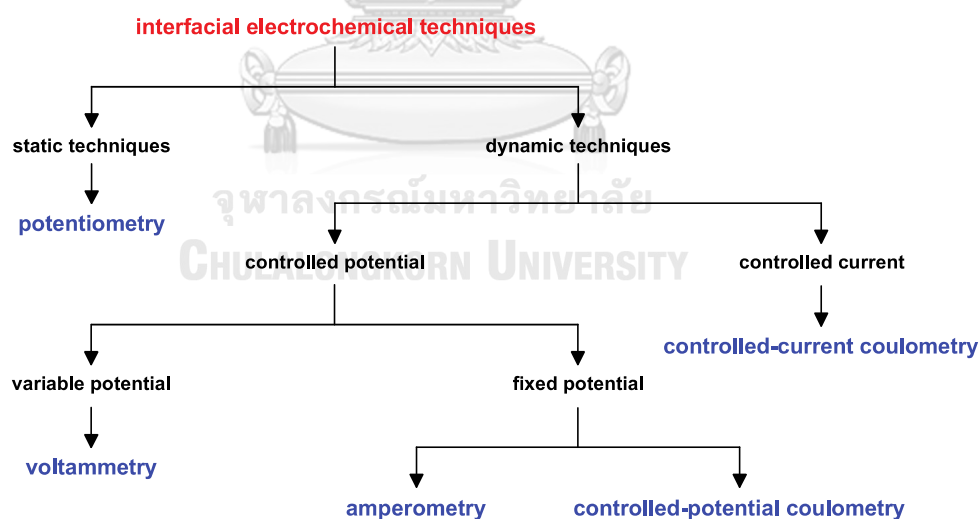 interfacial electrochemical techniques
static techniques
dynamic techniques
potentiometry
จุฬาลงกรณ์มหาวิทยาลัย
CHULALONGKORN UNIVERSITY
controlled potential
controlled current
controlled-current coulometry
variable potential
fixed potential
voltammetry
amperometry
controlled-potential coulometry